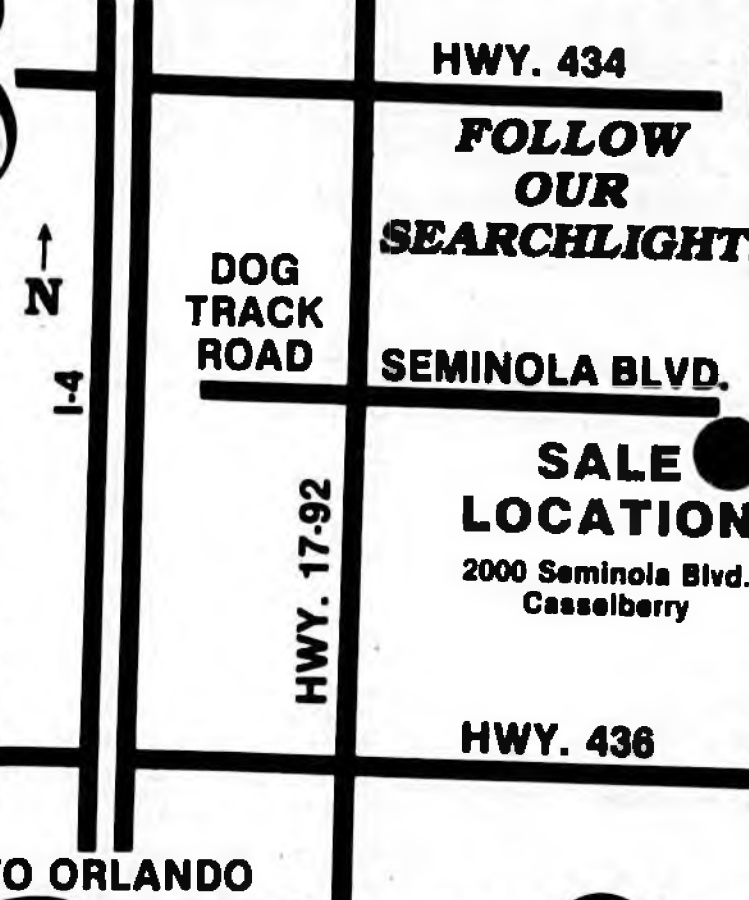 HWY. 434
FOLLOW
OUR
SEARCHLIGHT
N
DOG
TRACK
ROAD
I-4
SEMINOLA BLVD.
SALE
LOCATION
2000 Seminola Blvd.
Casselberry
HWY. 17-92
HWY. 436
TO ORLANDO